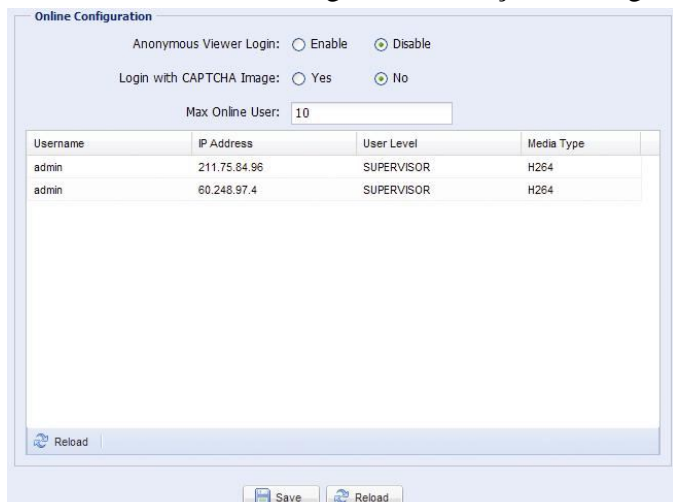 Online Configuration
Anonymous Viewer Login: Enable Disable
Login with CAPTCHA Image: Yes No
Max Online User: 10
Username IP Address User Level Media Type
admin 211.75.84.96 SUPERVISOR H264
admin 60.248.97.4 SUPERVISOR H264
Reload
Save Reload